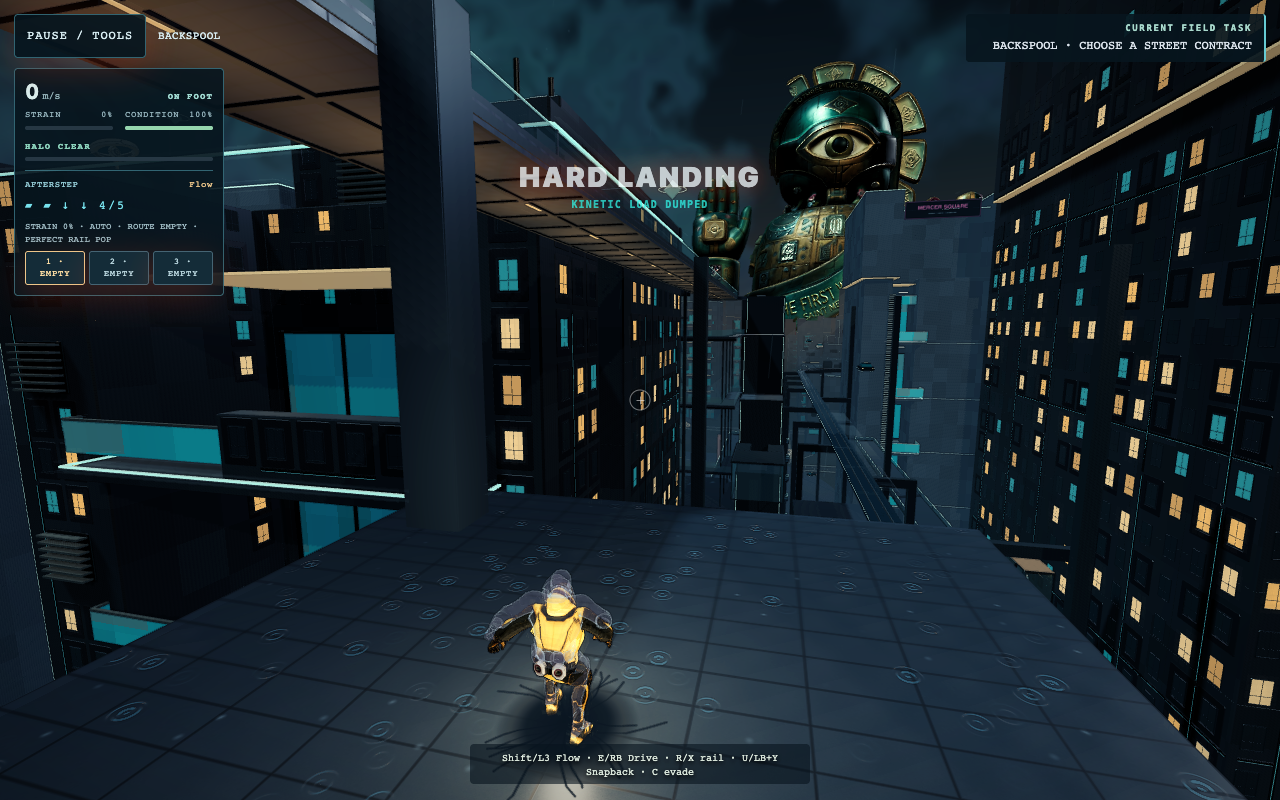 PAUSE / TOOLS
BACKSPOOL
CURRENT FIELD TASK
BACKSPOOL · CHOOSE A STREET CONTRACT
0 m/s
ON FOOT
STRAIN 0% CONDITION 100%
HALO CLEAR
AFTERSTEP Flow
▰ ▰ ↓ ↓ 4/5
STRAIN 0% · AUTO · ROUTE EMPTY ·
PERFECT RAIL POP
1 ·
EMPTY
2 ·
EMPTY
3 ·
EMPTY
HARD LANDING
KINETIC LOAD DUMPED
MERCER SQUARE
Shift/L3 Flow · E/RB Drive · R/X rail · U/LB+Y
Snapback · C evade